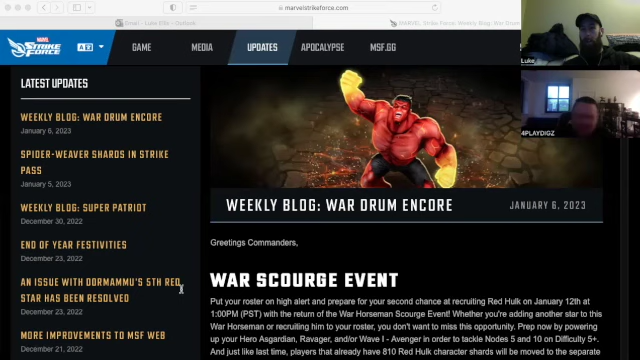 marvelstrikeforce.com
Gmail - Luke Ellis - Outlook
MARVEL Strike Force: Weekly Blog: War Drum
MARVEL
STRIKE FORCE
GAME
MEDIA
UPDATES
APOCALYPSE
MSF.GG
Luke
4PLAYDIGZ
LATEST UPDATES
WEEKLY BLOG: WAR DRUM ENCORE
January 6, 2023
SPIDER-WEAVER SHARDS IN STRIKE
PASS
January 5, 2023
WEEKLY BLOG: SUPER PATRIOT
December 30, 2022
END OF YEAR FESTIVITIES
December 23, 2022
AN ISSUE WITH DORMAMMU'S 5TH RED
STAR HAS BEEN RESOLVED
December 23, 2022
MORE IMPROVEMENTS TO MSF WEB
December 21, 2022
WEEKLY BLOG: WAR DRUM ENCORE
JANUARY 6, 2023
Greetings Commanders,
WAR SCOURGE EVENT
Put your roster on high alert and prepare for your second chance at recruiting Red Hulk on January 12th at
1:00PM (PST) with the return of the War Horseman Scourge Event! Whether you're adding another star to this
War Horseman or recruiting him to your roster, you don't want to miss this opportunity. Prep now by powering
up your Hero Asgardian, Ravager, and/or Wave I - Avenger in order to tackle Nodes 5 and 10 on Difficulty 5+.
And just like last time, players that already have 810 Red Hulk character shards will be moved to the separate